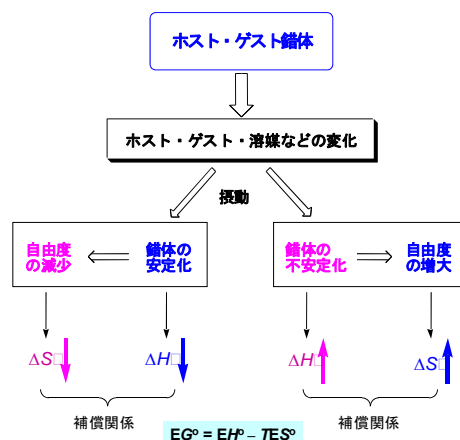 ホスト・ゲスト錯体
ホスト・ゲスト・溶媒などの変化
摂動
自由度
の減少
錯体の
安定化
錯体の
不安定化
自由度
の増大
ΔS□
ΔH□
ΔH□
ΔS□
補償関係
補償関係
EGº = EHº – TESº